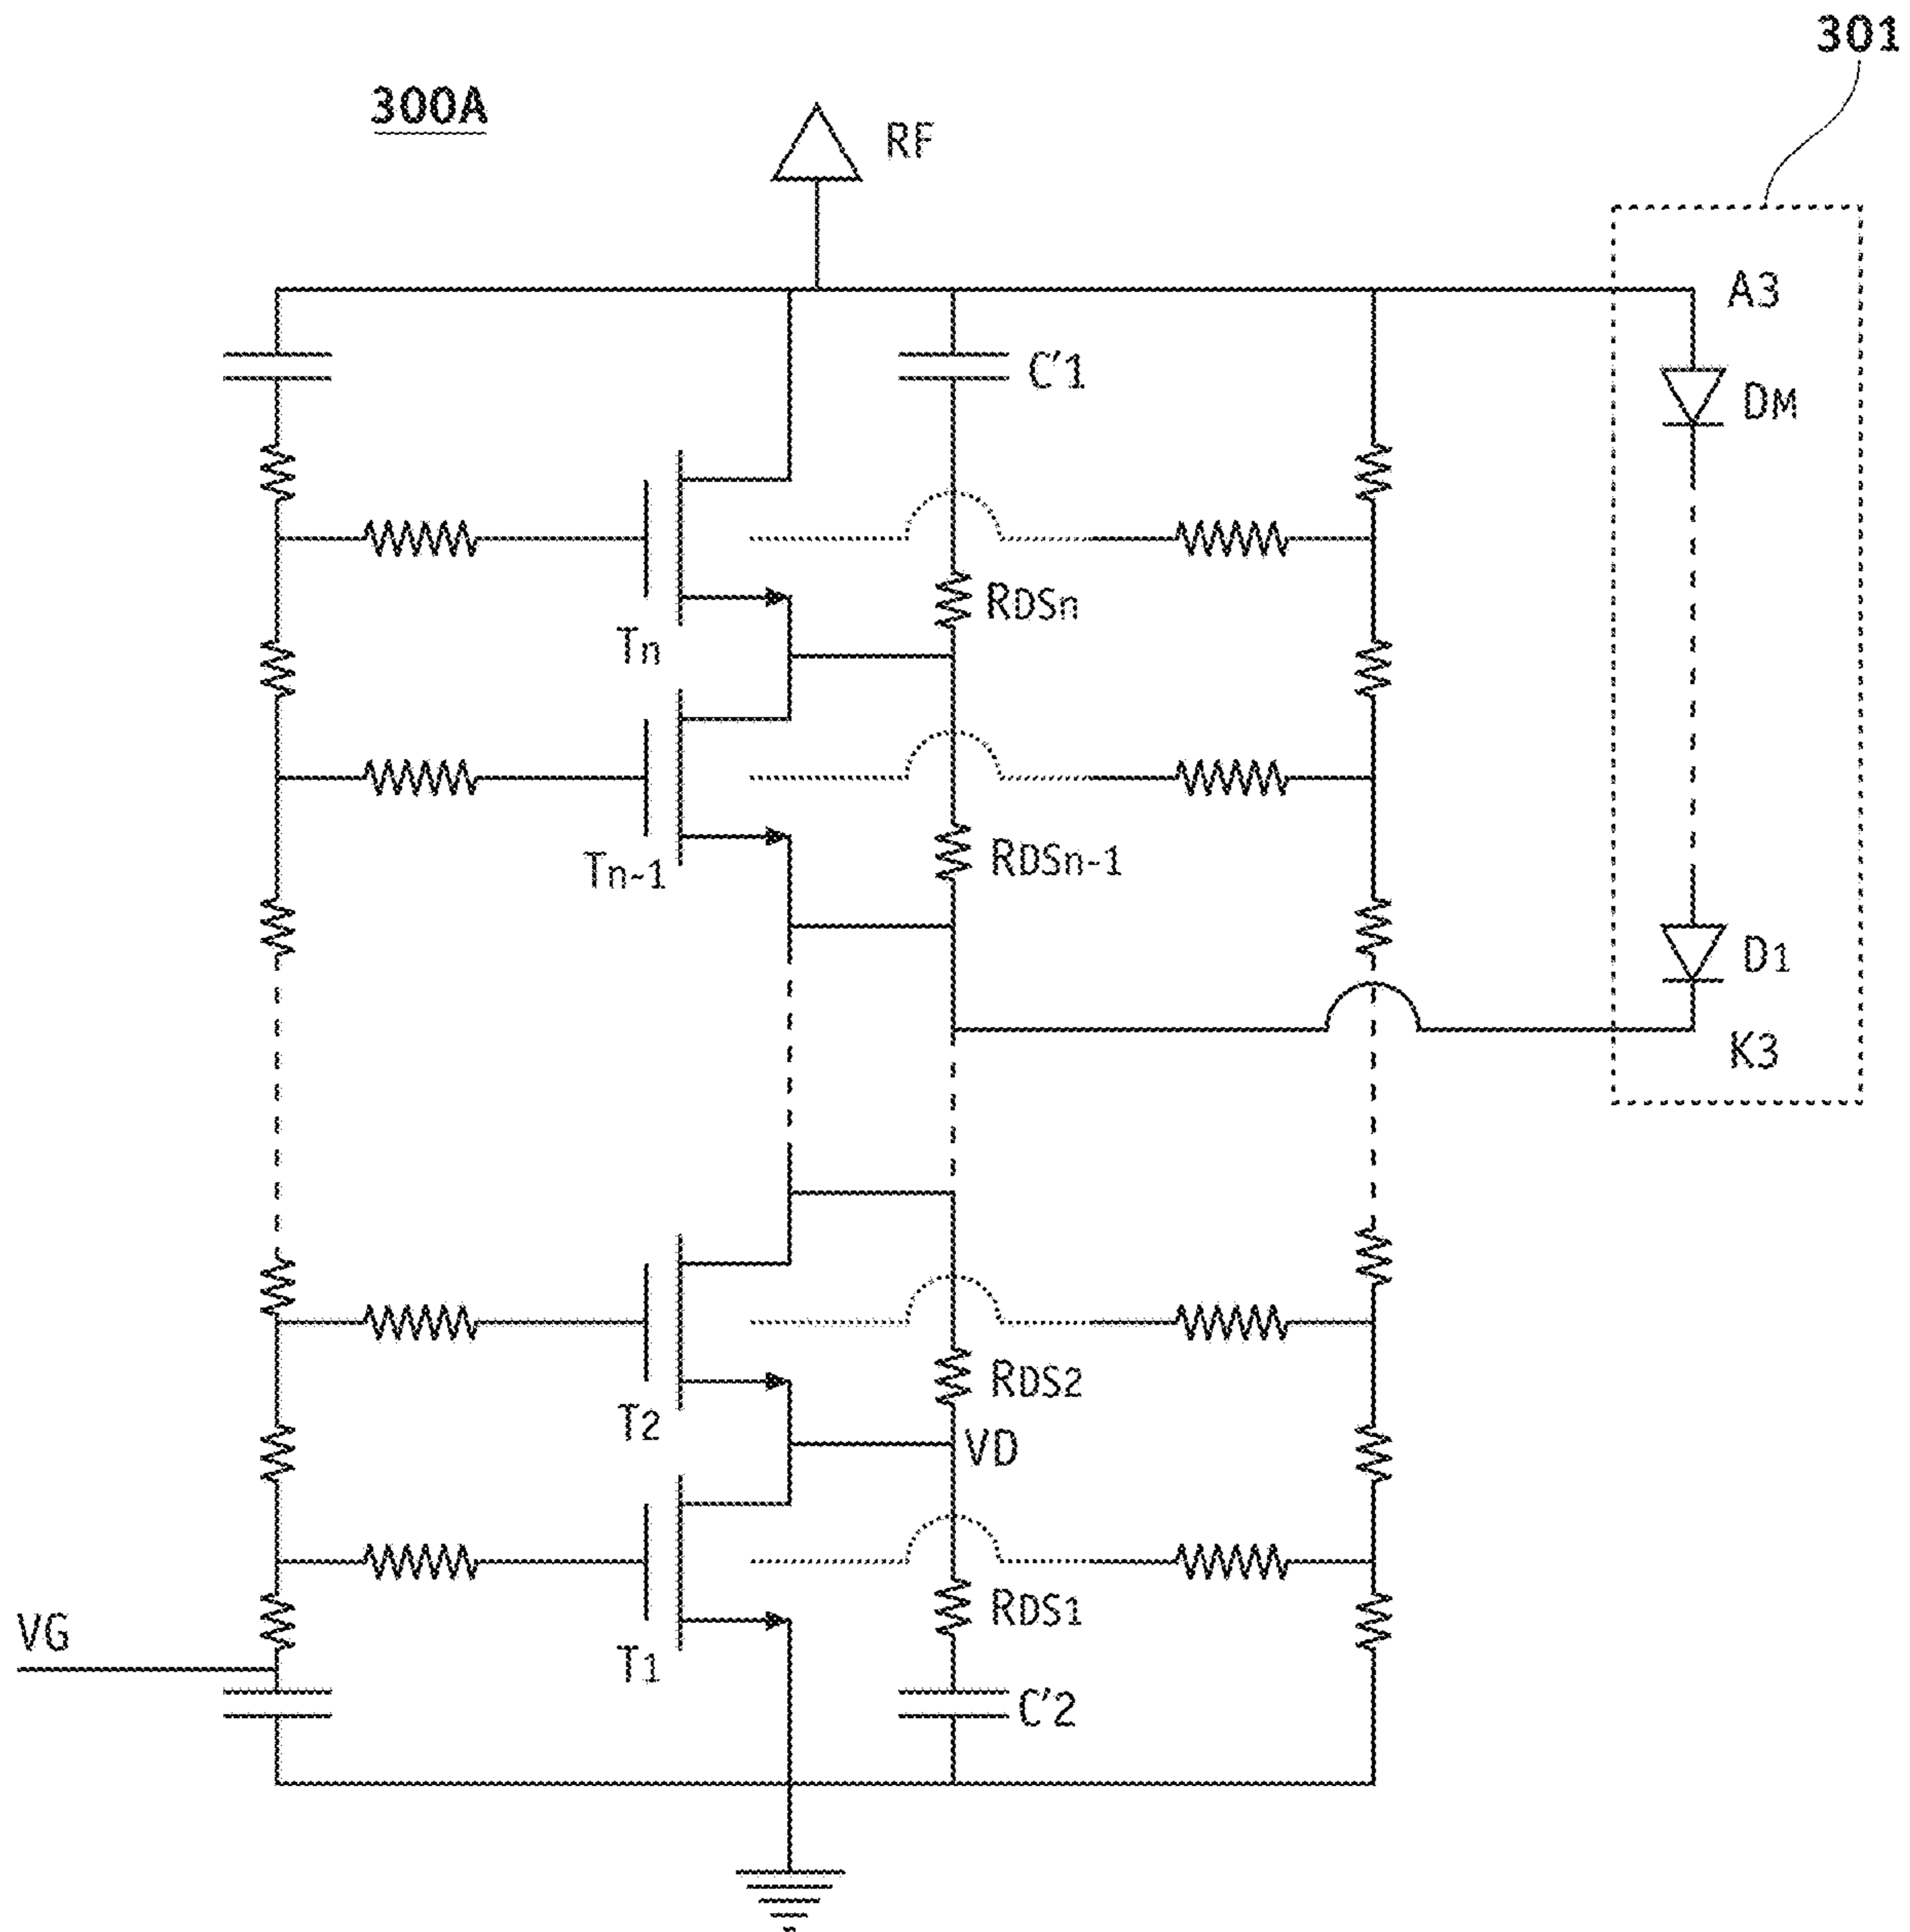 301
300A
RF
A3
C'1
DM
RDSn
Tn
RDSn-1
Tn-1
D1
K3
RDS2
T2
VD
RDS1
VG
T1
C'2